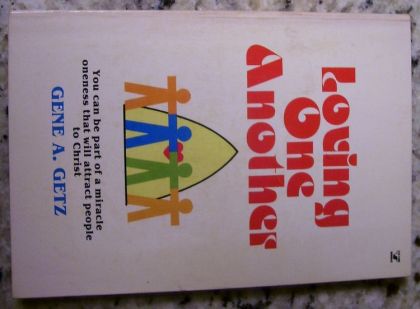 Loving
One
Another
You can be part of a miracle
oneness that will attract people
to Christ
GENE A. GETZ